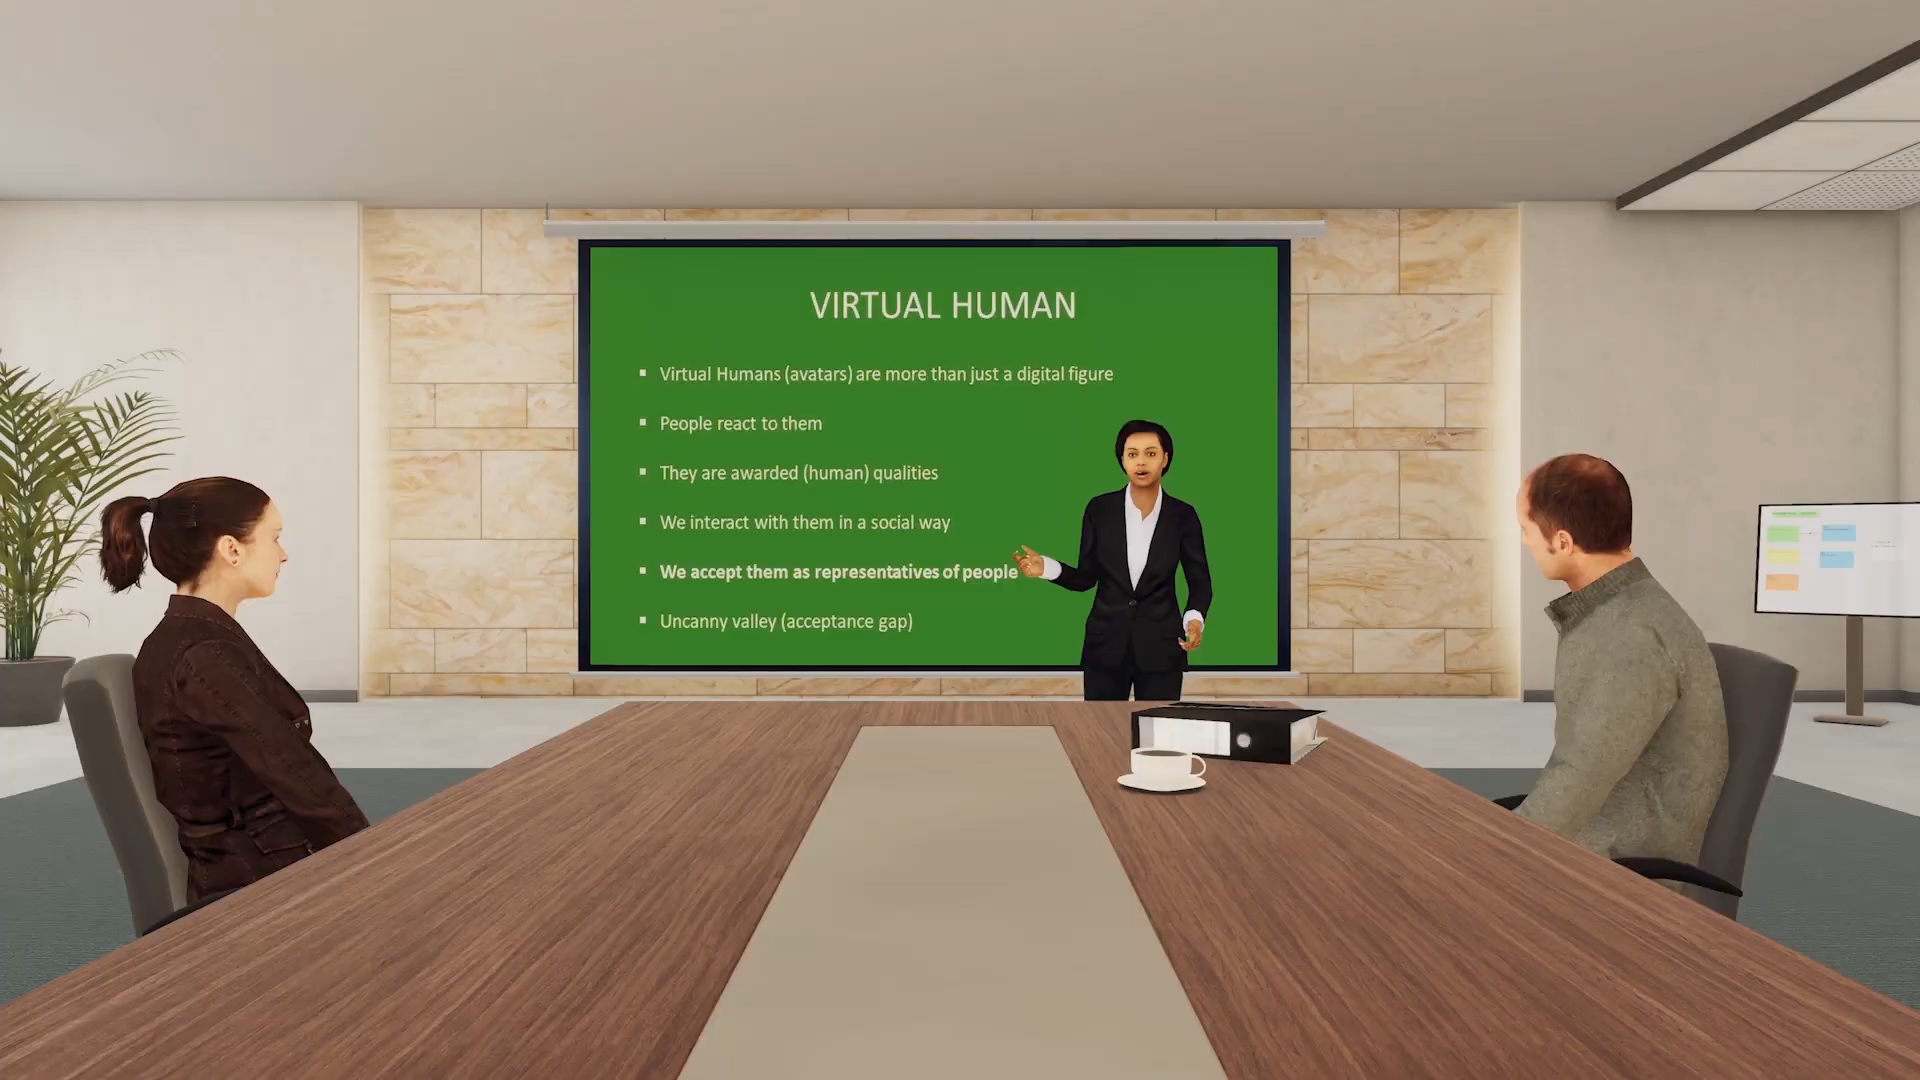 VIRTUAL HUMAN
▪ Virtual Humans (avatars) are more than just a digital figure
▪ People react to them
▪ They are awarded (human) qualities
▪ We interact with them in a social way
▪ We accept them as representatives of people
▪ Uncanny valley (acceptance gap)